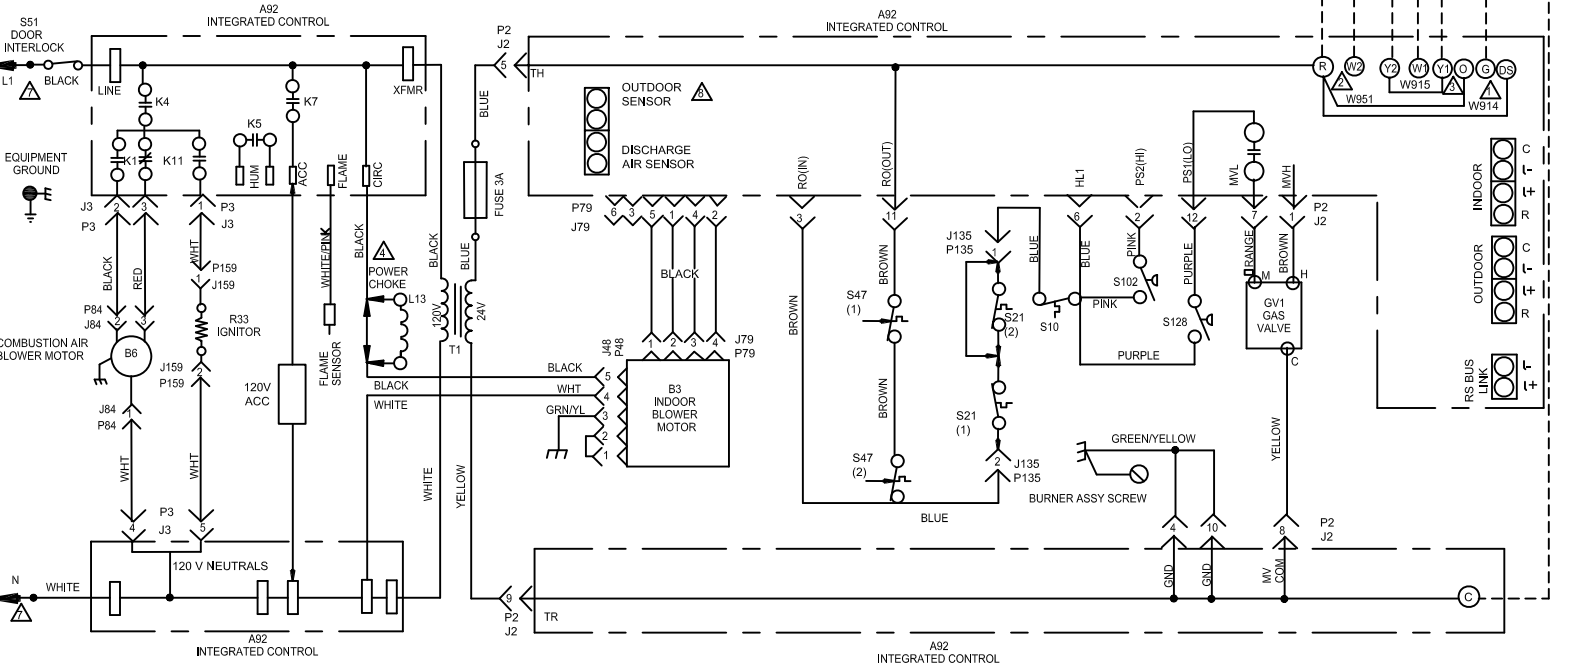 A92
INTEGRATED CONTROL
A92
INTEGRATED CONTROL
S51
DOOR
INTERLOCK
L1
7
BLACK
LINE
XFMR
K4
K7
K5
K1
K11
HUM
ACC
FLAME
CIRC
EQUIPMENT
GROUND
J3 2 3 1 P3
P3 J3
BLACK
RED
WHT
P159
1
J159
WHITE/PINK
BLACK
4
POWER
CHOKE
L13
BLACK
BLUE
120V
24V
T1
P84
J84 2 3
R33
IGNITOR
COMBUSTION AIR
BLOWER MOTOR
B6
J159
2
P159
120V
ACC
FLAME
SENSOR
BLACK
WHITE
J84
1
P84
WHT
WHT
WHITE
YELLOW
P3
4 J3 5
120 V NEUTRALS
N
WHITE
7
A92
INTEGRATED CONTROL
P2
J2
5
TH
BLUE
FUSE 3A
OUTDOOR
SENSOR
8
DISCHARGE
AIR SENSOR
P79
6 3 5 1 4 2
J79
BLACK
J48
P48
1 2 3 4
J79
P79
BLACK
5
WHT
4
GRN/YL
3
2
1
B3
INDOOR
BLOWER
MOTOR
RO(IN)
RO(OUT)
HL1
PS2(HI)
PS1(LO)
MVL
MVH
3
11
6
2
12
7
1
P2
J2
BROWN
BROWN
S47
(1)
BROWN
S47
(2)
BLUE
J135
P135
1
S21
(2)
S21
(1)
2
J135
P135
BLUE
S10
BLUE
PINK
S102
PINK
PURPLE
S128
PURPLE
RANGE
BROWN
M
H
GV1
GAS
VALVE
C
YELLOW
GREEN/YELLOW
BURNER ASSY SCREW
4
10
8
P2
J2
GND
GND
MV
COM
9
P2
J2
TR
C
A92
INTEGRATED CONTROL
R W2 Y2 W1 Y1 O G DS
2
3
1
W951
W915
W914
INDOOR
C
I-
I+
R
OUTDOOR
C
I-
I+
R
RS BUS
LINK
I-
I+